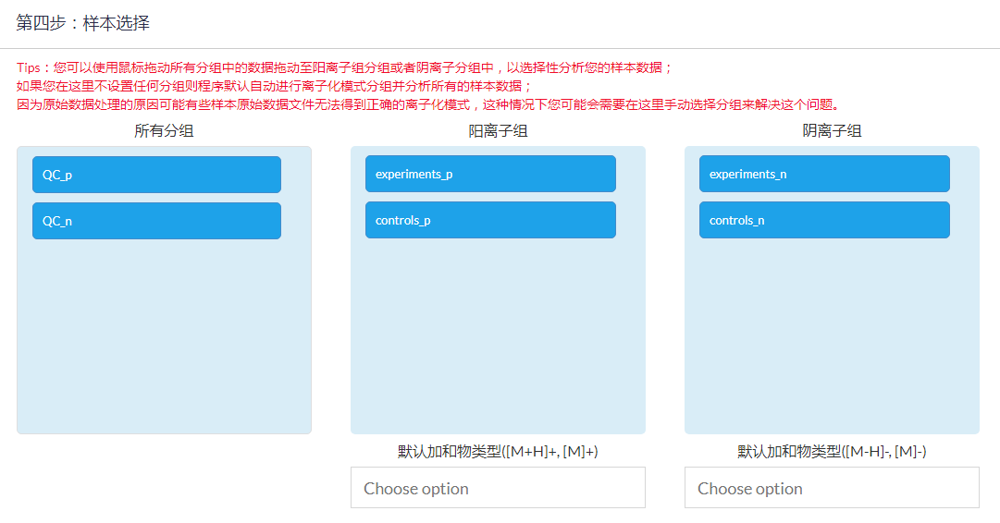 第四步：样本选择
Tips：您可以使用鼠标拖动所有分组中的数据拖动至阳离子组分组或者阴离子分组中，以选择性分析您的样本数据；
如果您在这里不设置任何分组则程序默认自动进行离子化模式分组并分析所有的样本数据；
因为原始数据处理的原因可能有些样本原始数据文件无法得到正确的离子化模式，这种情况下您可能会需要在这里手动选择分组来解决这个问题。
所有分组
QC_p
QC_n
阳离子组
experiments_p
controls_p
默认加和物类型([M+H]+, [M]+)
Choose option
阴离子组
experiments_n
controls_n
默认加和物类型([M-H]-, [M]-)
Choose option